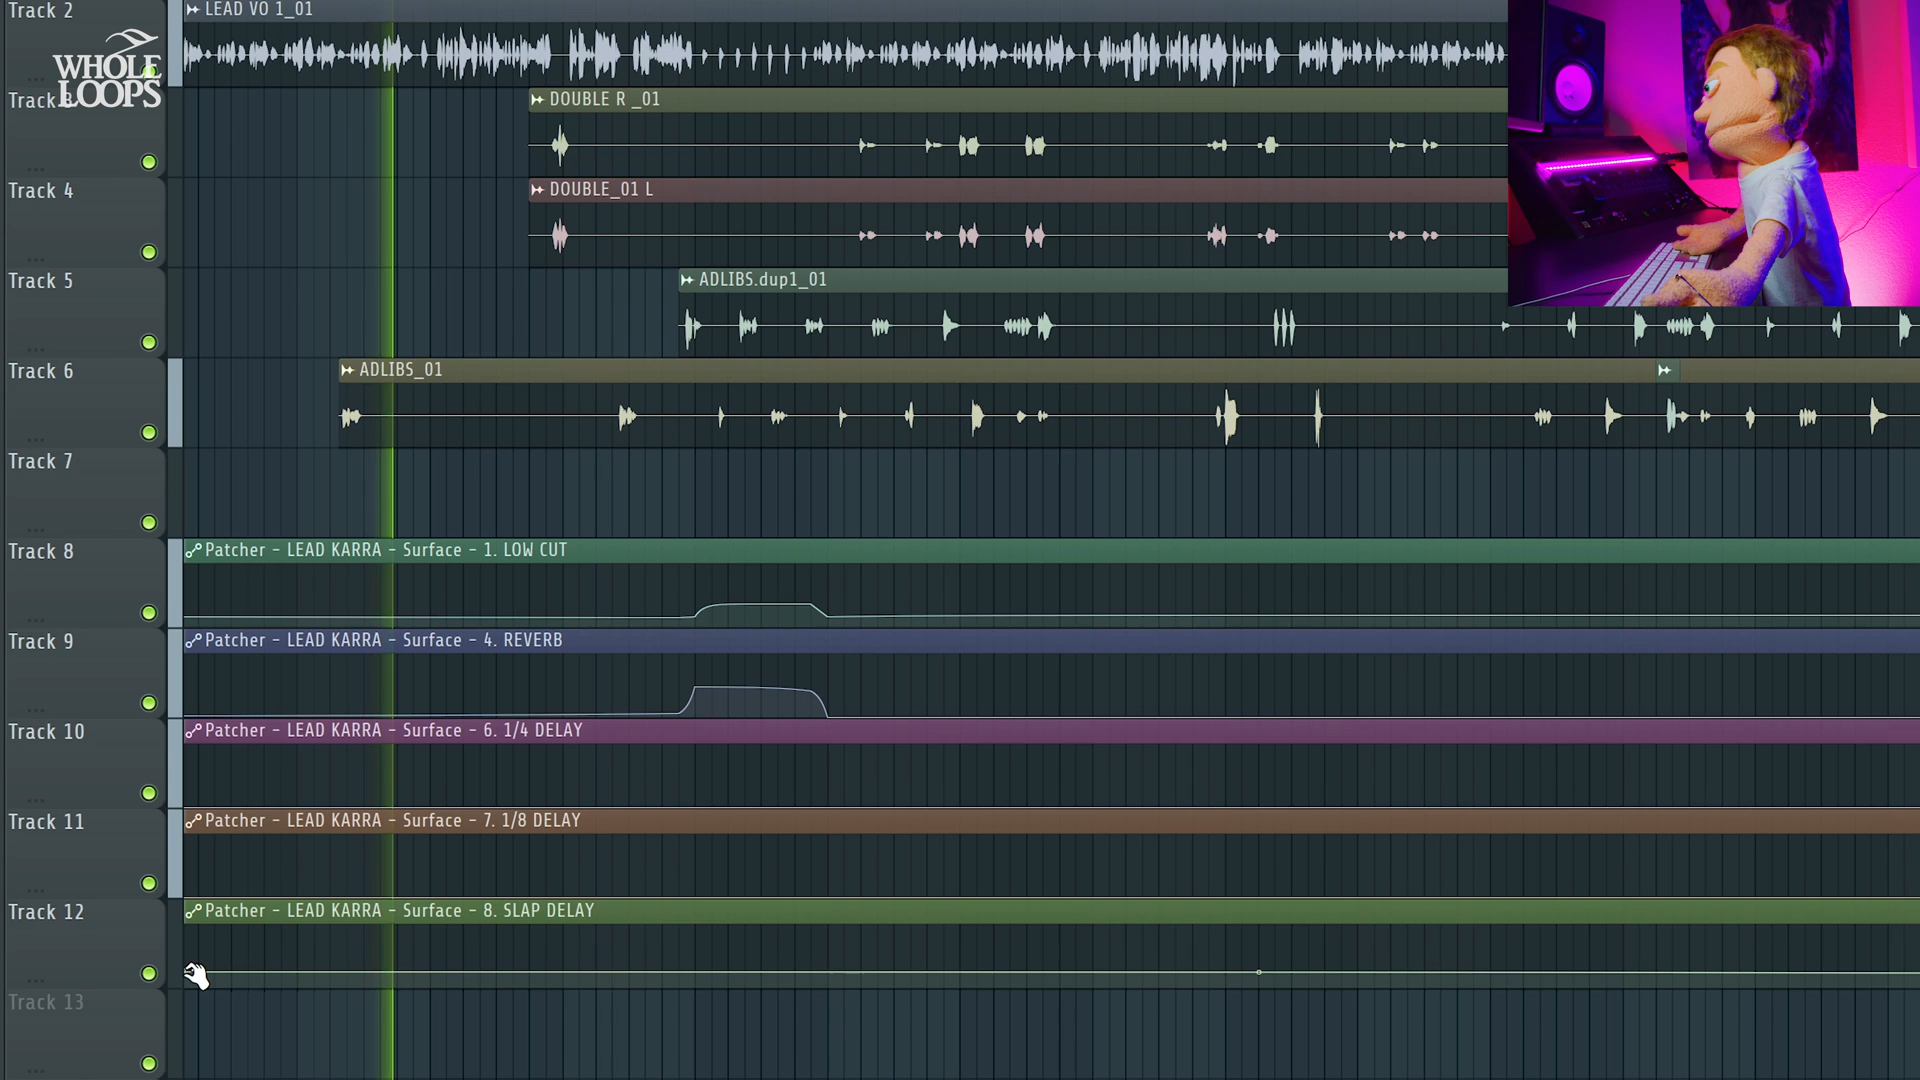 Track 2
LEAD VO 1_01
WHOLE
LOOPS
Track 3
DOUBLE R _01
Track 4
DOUBLE_01 L
Track 5
ADLIBS.dup1_01
Track 6
ADLIBS_01
Track 7
Track 8
Patcher - LEAD KARRA - Surface - 1. LOW CUT
Track 9
Patcher - LEAD KARRA - Surface - 4. REVERB
Track 10
Patcher - LEAD KARRA - Surface - 6. 1/4 DELAY
Track 11
Patcher - LEAD KARRA - Surface - 7. 1/8 DELAY
Track 12
Patcher - LEAD KARRA - Surface - 8. SLAP DELAY
Track 13